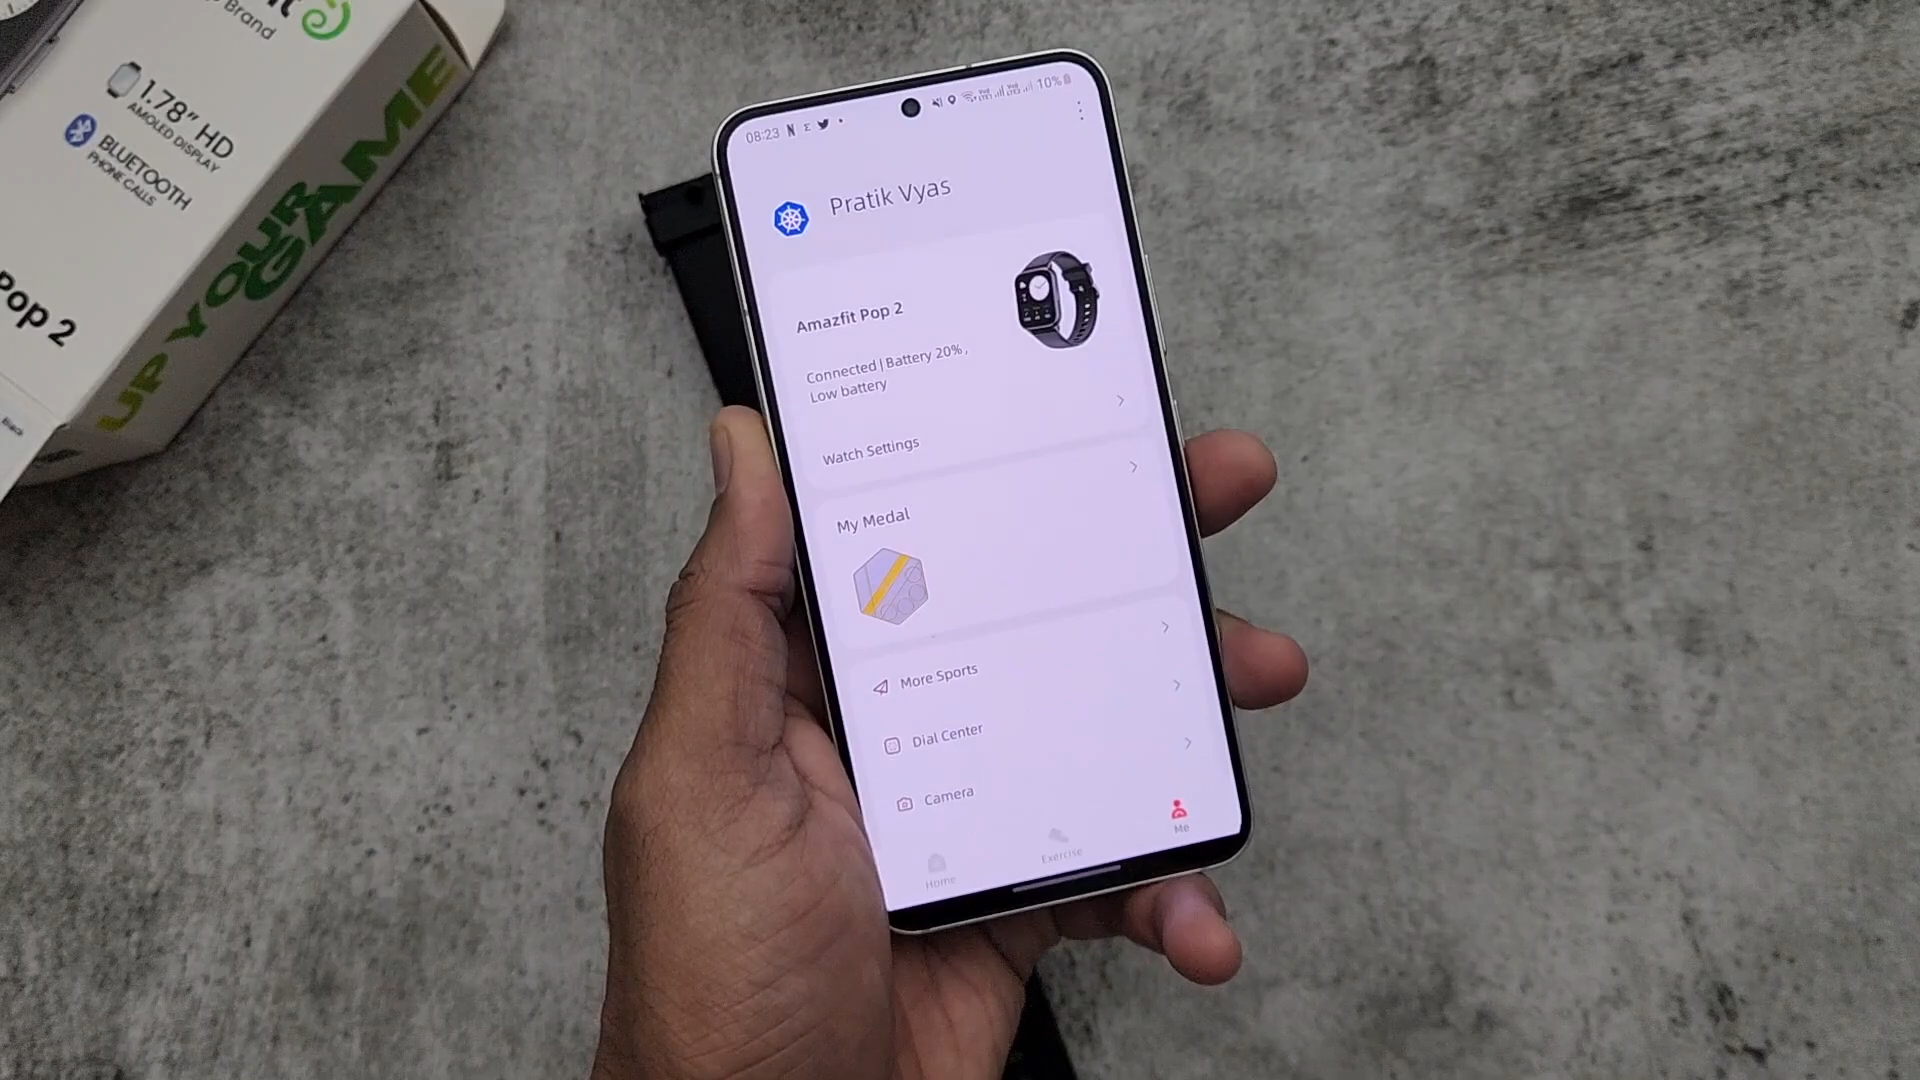 Brand
1.78" HD
AMOLED DISPLAY
BLUETOOTH
PHONE CALLS
UP YOUR
GAME
Pop 2
Black
08:23
10%
Pratik Vyas
Amazfit Pop 2
Connected | Battery 20% ,
Low battery
Watch Settings
My Medal
More Sports
Dial Center
Camera
Home
Exercise
Me